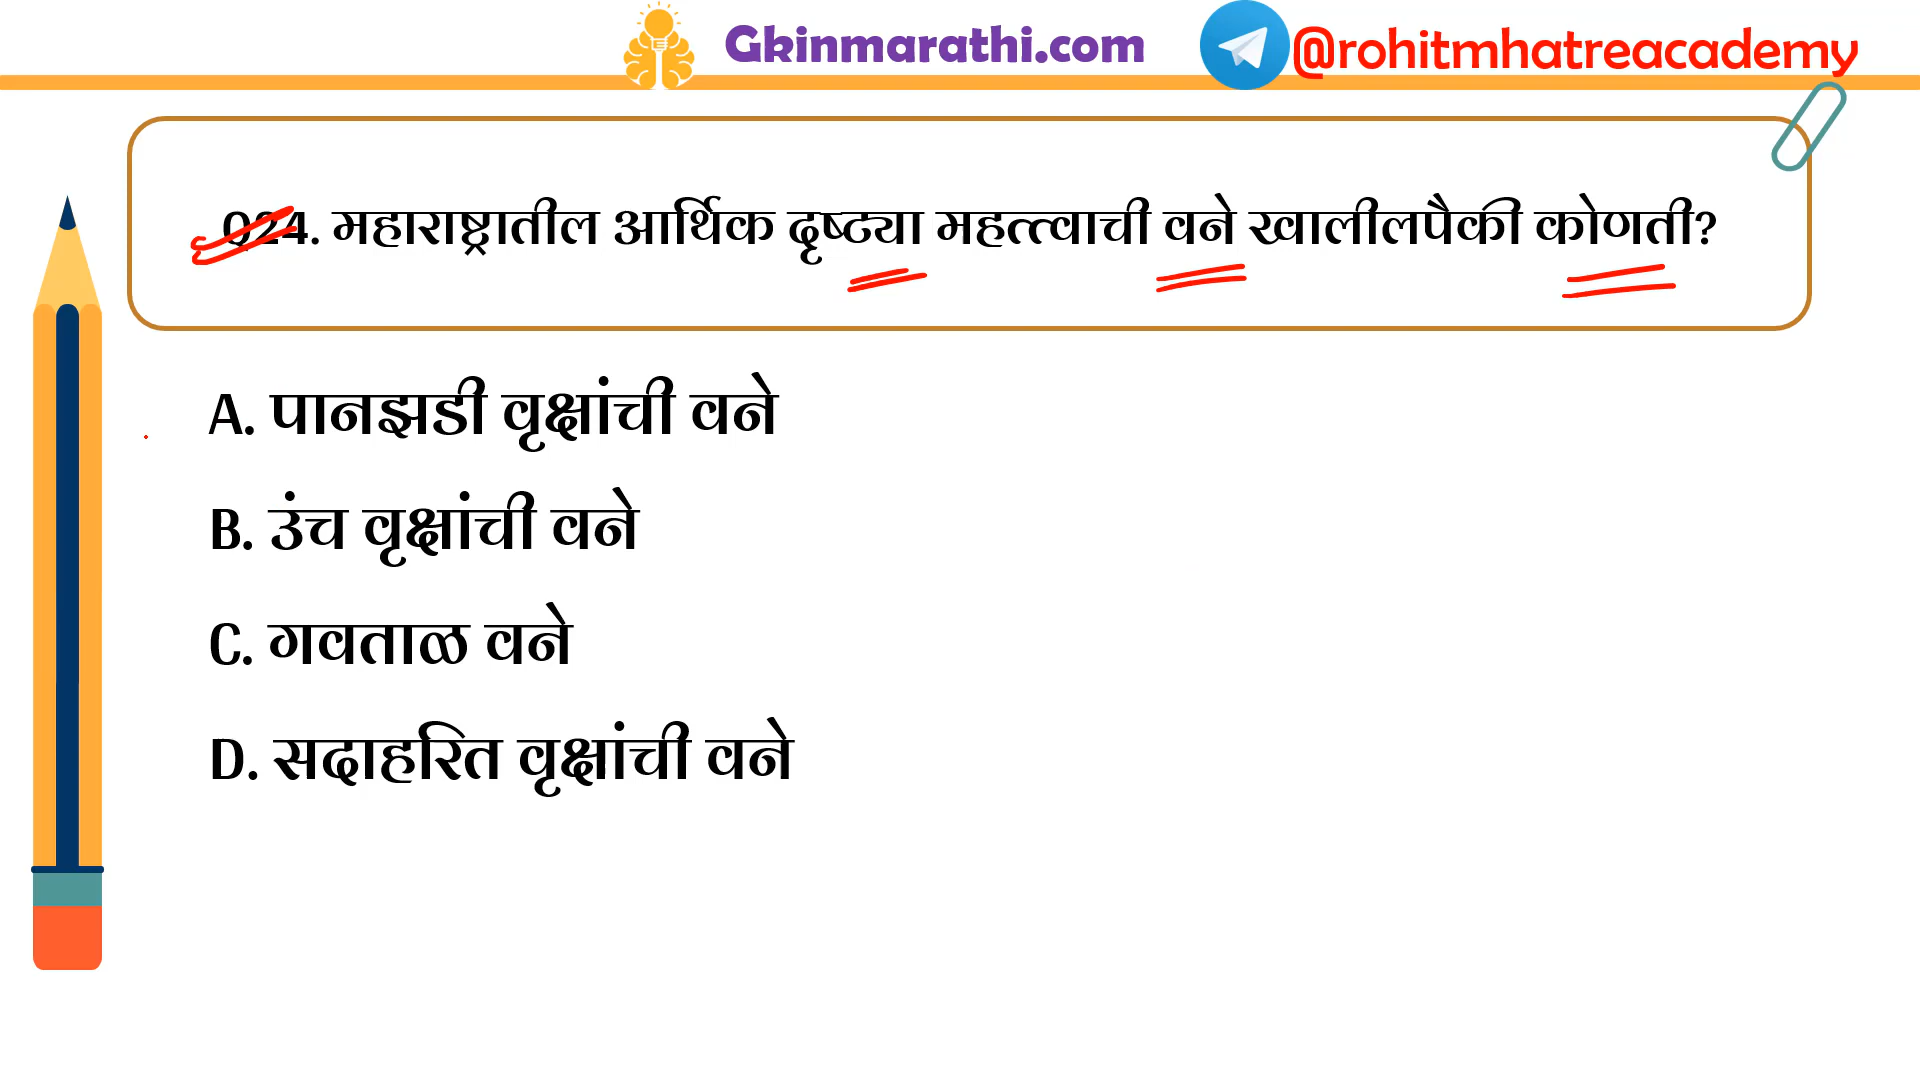 Gkinmarathi.com
@rohitmhatreacademy
Q24. महाराष्ट्रातील आर्थिक दृष्ट्या महत्त्वाची वने खालीलपैकी कोणती?
A. पानझडी वृक्षांची वने
B. उंच वृक्षांची वने
C. गवताळ वने
D. सदाहरित वृक्षांची वने